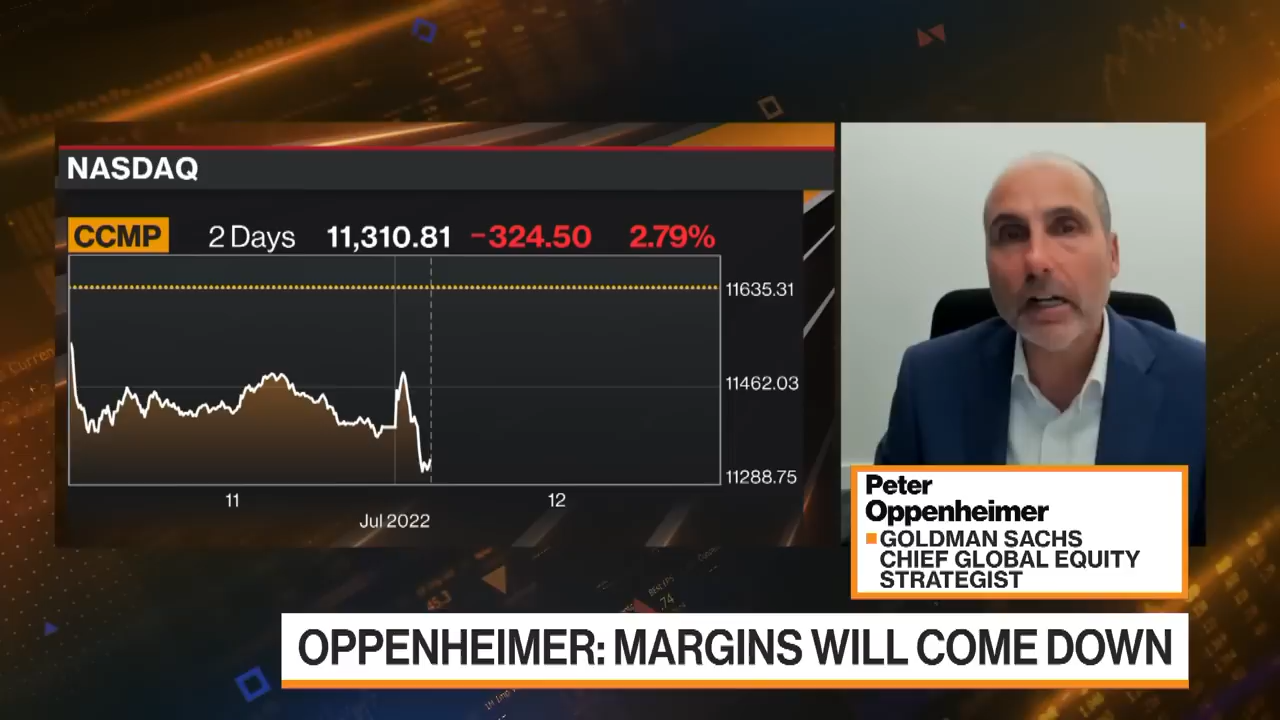 NASDAQ
CCMP 2 Days 11,310.81 -324.50 2.79%
11635.31
11462.03
11288.75
11 12
Jul 2022
Peter
Oppenheimer
GOLDMAN SACHS
CHIEF GLOBAL EQUITY
STRATEGIST
OPPENHEIMER: MARGINS WILL COME DOWN